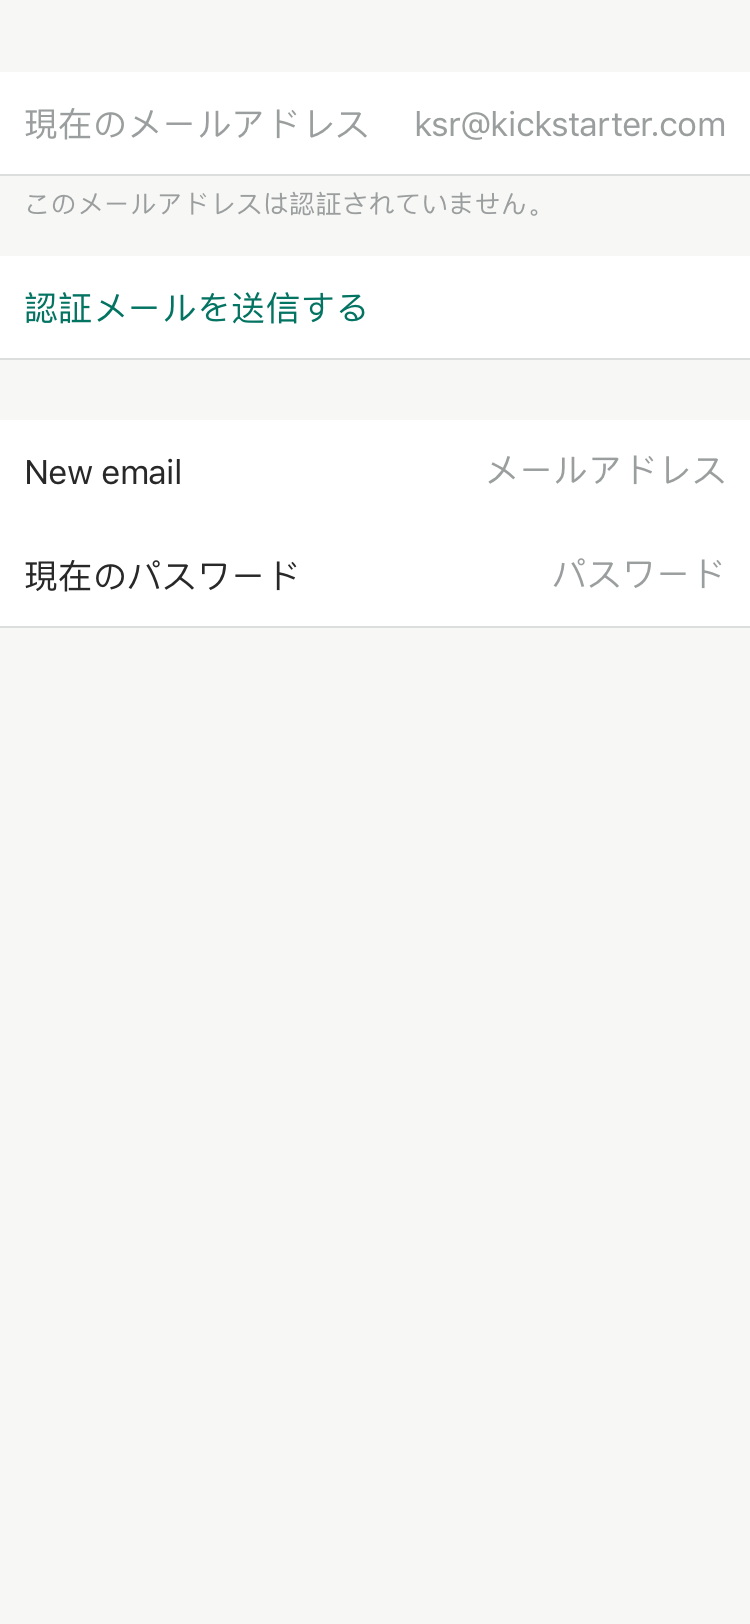 現在のメールアドレス ksr@kickstarter.com
このメールアドレスは認証されていません。
認証メールを送信する
New email メールアドレス
現在のパスワード パスワード